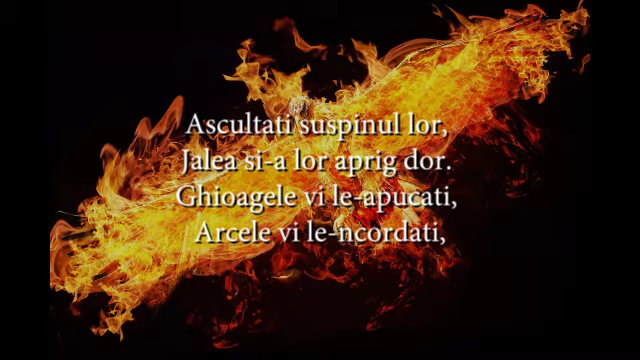 Ascultati suspinul lor,
Jalea si-a lor aprig dor.
Ghioagele vi le-apucati,
Arcele vi le-ncordati,